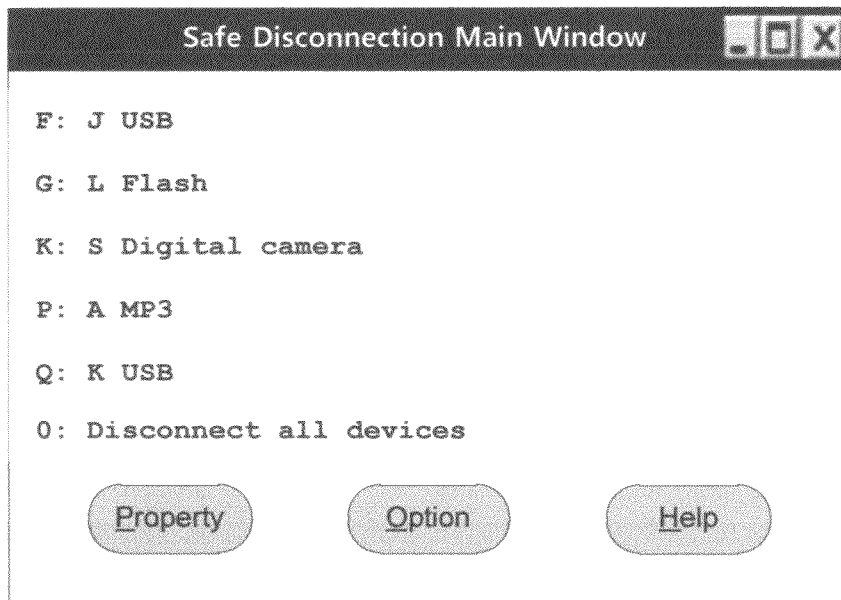 Safe Disconnection Main Window
F: J USB
G: L Flash
K: S Digital camera
P: A MP3
Q: K USB
0: Disconnect all devices
Property Option Help